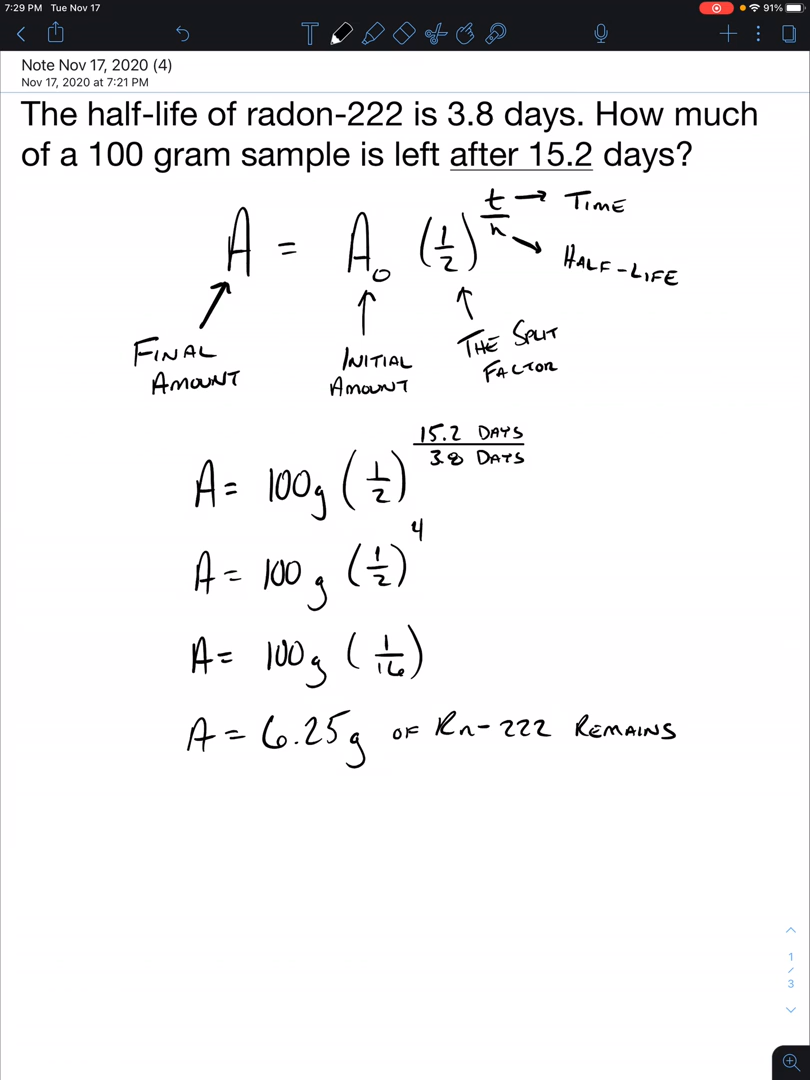 7:29 PM Tue Nov 17
91%
T
Note Nov 17, 2020 (4)
Nov 17, 2020 at 7:21 PM
The half-life of radon-222 is 3.8 days. How much
of a 100 gram sample is left after 15.2 days?
A = A₀ (1/2)^(t/h)
t → TIME
h → HALF-LIFE
FINAL
AMOUNT
INITIAL
AMOUNT
THE SPLIT
FACTOR
A = 100g (1/2)^(15.2 DAYS/3.8 DAYS)
A = 100g (1/2)^4
A = 100g (1/16)
A = 6.25g OF Rn-222 REMAINS
1
/
3